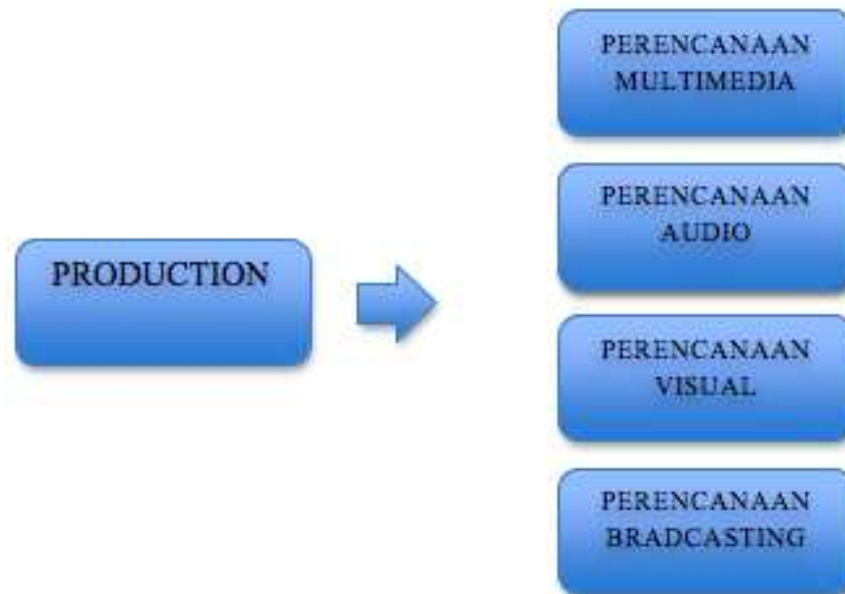 PRODUCTION
PERENCANAAN
MULTIMEDIA
PERENCANAAN
AUDIO
PERENCANAAN
VISUAL
PERENCANAAN
BRADCASTING